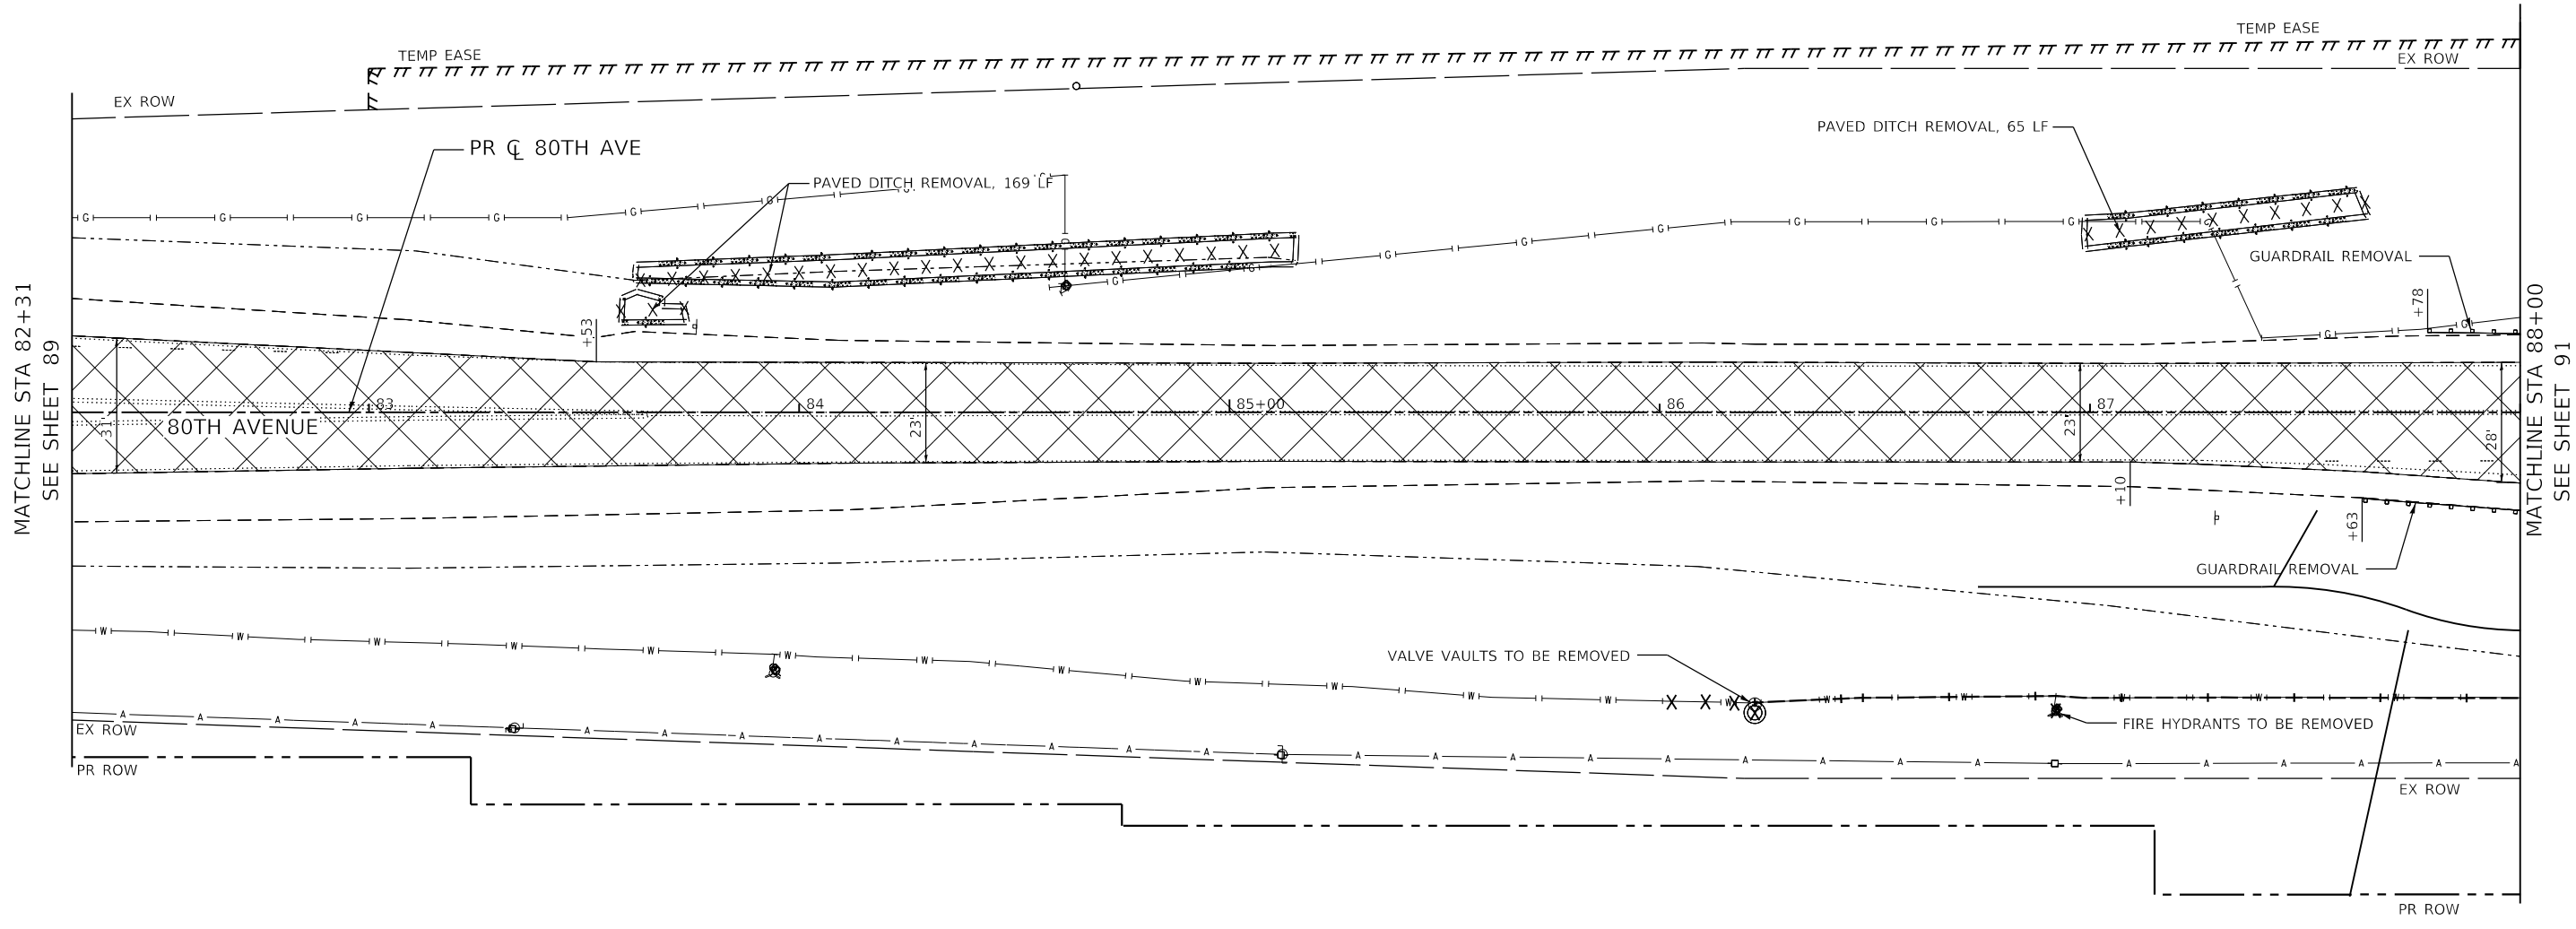 TEMP EASE
TEMP EASE
EX ROW
EX ROW
PR ℄ 80TH AVE
PAVED DITCH REMOVAL, 65 LF
PAVED DITCH REMOVAL, 169 LF
G G G G G G G
G G G G G G G
G G
GUARDRAIL REMOVAL
+78
+53
MATCHLINE STA 82+31
SEE SHEET 89
MATCHLINE STA 88+00
SEE SHEET 91
83
84
85+00
86
87
80TH AVENUE
31'
23'
23'
28'
+10
+63
GUARDRAIL REMOVAL
W W W W W W W W W W W W W W W W W W
VALVE VAULTS TO BE REMOVED
FIRE HYDRANTS TO BE REMOVED
A A A A A A A A A A A A A A A A A A A A A A A A A A A A A A A
EX ROW
PR ROW
EX ROW
PR ROW